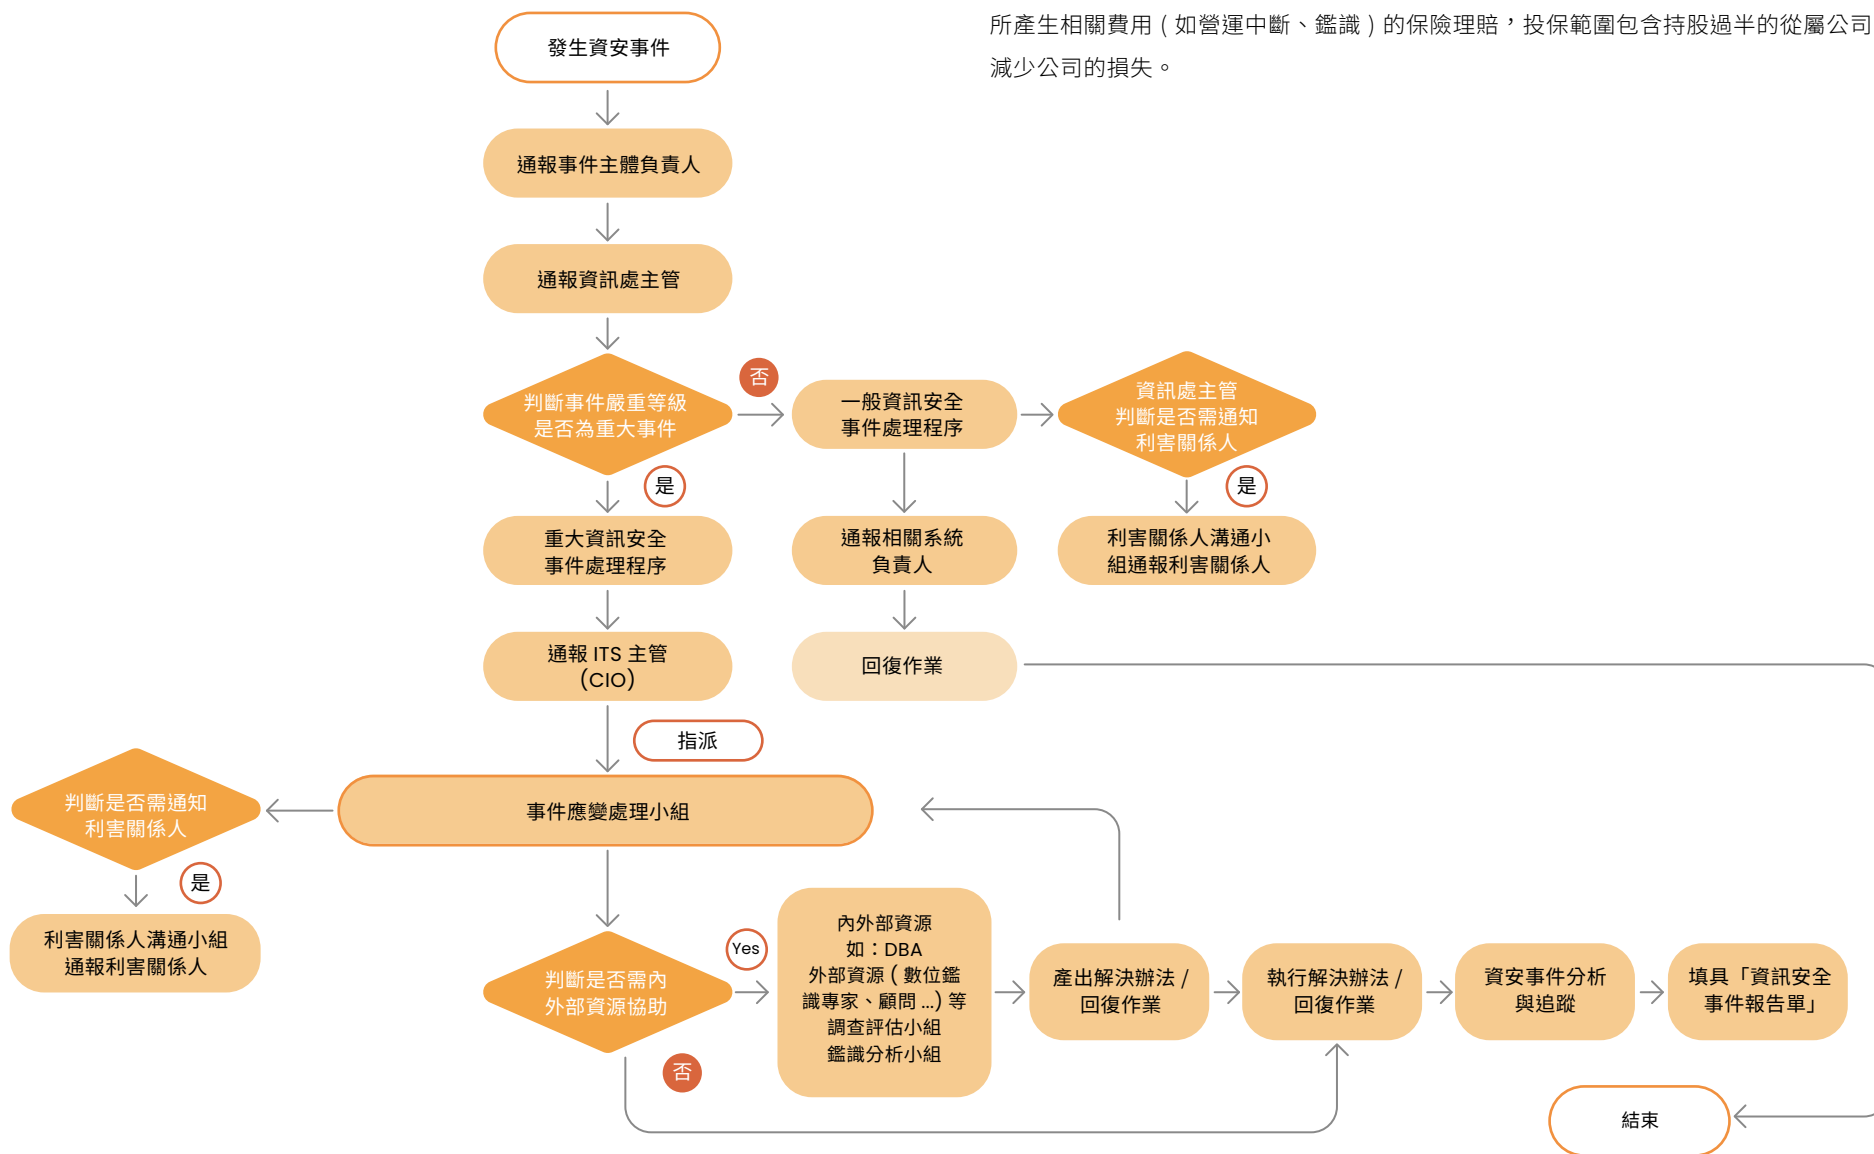 所產生相關費用 ( 如營運中斷、鑑識 ) 的保險理賠，投保範圍包含持股過半的從屬公司
減少公司的損失。
發生資安事件
通報事件主體負責人
通報資訊處主管
判斷事件嚴重等級
是否為重大事件
否
一般資訊安全
事件處理程序
資訊處主管
判斷是否需通知
利害關係人
是
是
重大資訊安全
事件處理程序
通報相關系統
負責人
利害關係人溝通小
組通報利害關係人
通報 ITS 主管
（CIO）
回復作業
指派
事件應變處理小組
判斷是否需通知
利害關係人
是
利害關係人溝通小組
通報利害關係人
判斷是否需內
外部資源協助
Yes
否
內外部資源
如：DBA
外部資源 ( 數位鑑
識專家、顧問 ...) 等
調查評估小組
鑑識分析小組
產出解決辦法 /
回復作業
執行解決辦法 /
回復作業
資安事件分析
與追蹤
填具「資訊安全
事件報告單」
結束